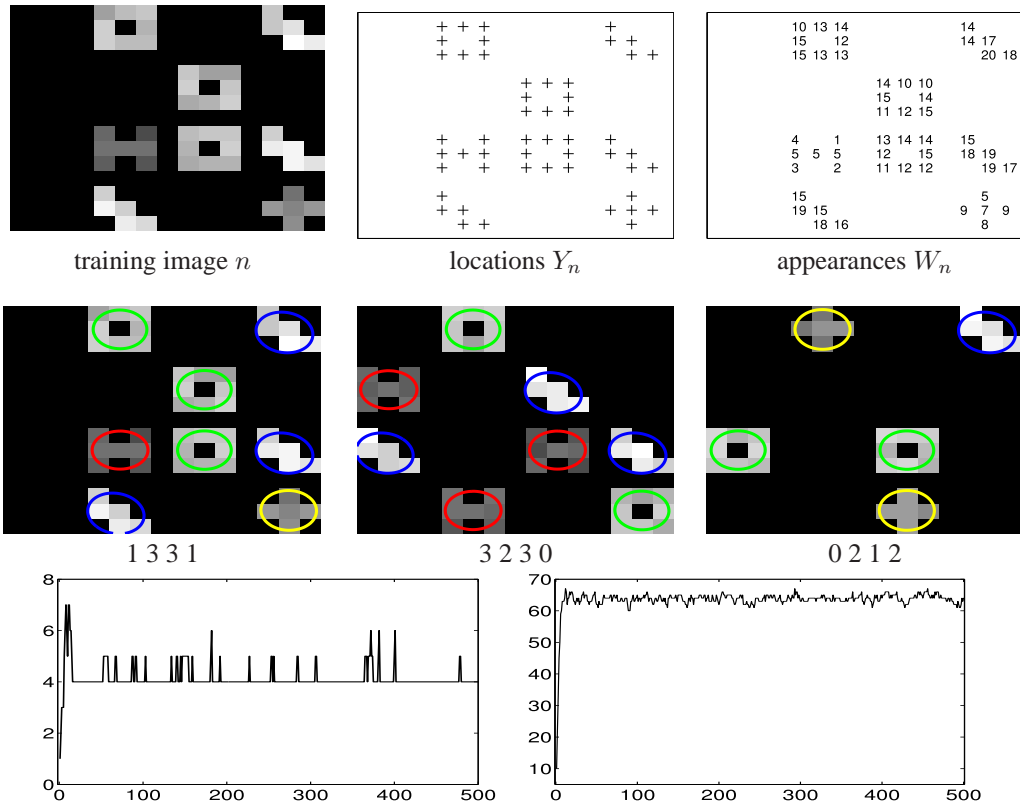 10 13 14 14
15 12 14 17
15 13 13 20 18
14 10 10
15 14
11 12 15
4 1 13 14 14 15
5 5 5 12 15 18 19
3 2 11 12 12 19 17
15 5
19 15 9 7 9
18 16 8
training image n
locations Yn
appearances Wn
1 3 3 1
3 2 3 0
0 2 1 2
8
6
4
2
0
0 100 200 300 400 500
70
60
50
40
30
20
10
0 100 200 300 400 500